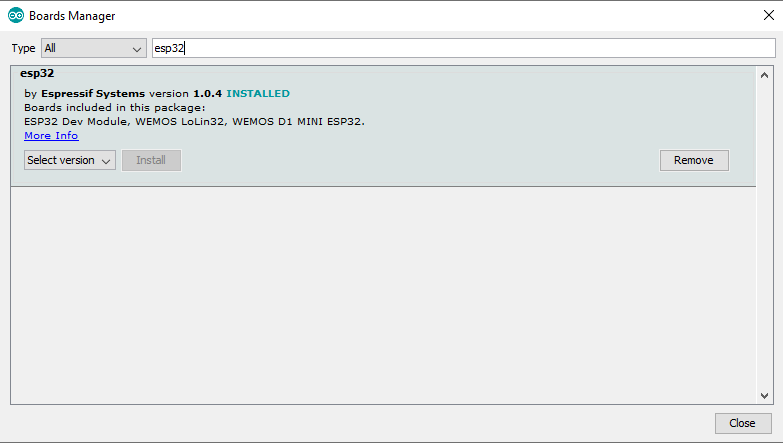 Boards Manager
Type All esp32
esp32
by Espressif Systems version 1.0.4 INSTALLED
Boards included in this package:
ESP32 Dev Module, WEMOS LoLin32, WEMOS D1 MINI ESP32.
More Info
Select version Install Remove
Close